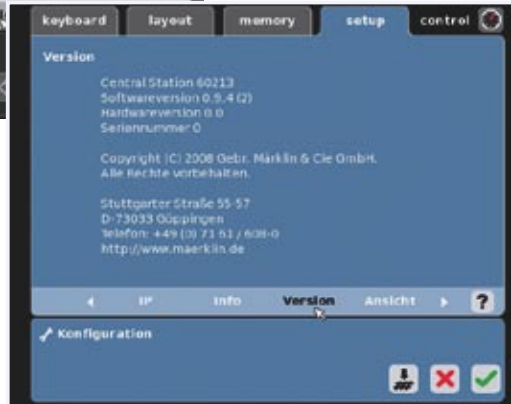 keyboard layout memory setup control
Version
Central Station 60213
Softwareversion 0.9.4 (2)
Hardwareversion 0.0
Seriennummer 0
Copyright (C) 2008 Gebr. Märklin & Cie GmbH.
Alle Rechte vorbehalten.
Stuttgarter Straße 55-57
D-73033 Göppingen
Telefon: +49 (0) 71 61 / 608-0
http://www.maerklin.de
IP Info Version Ansicht ?
Konfiguration